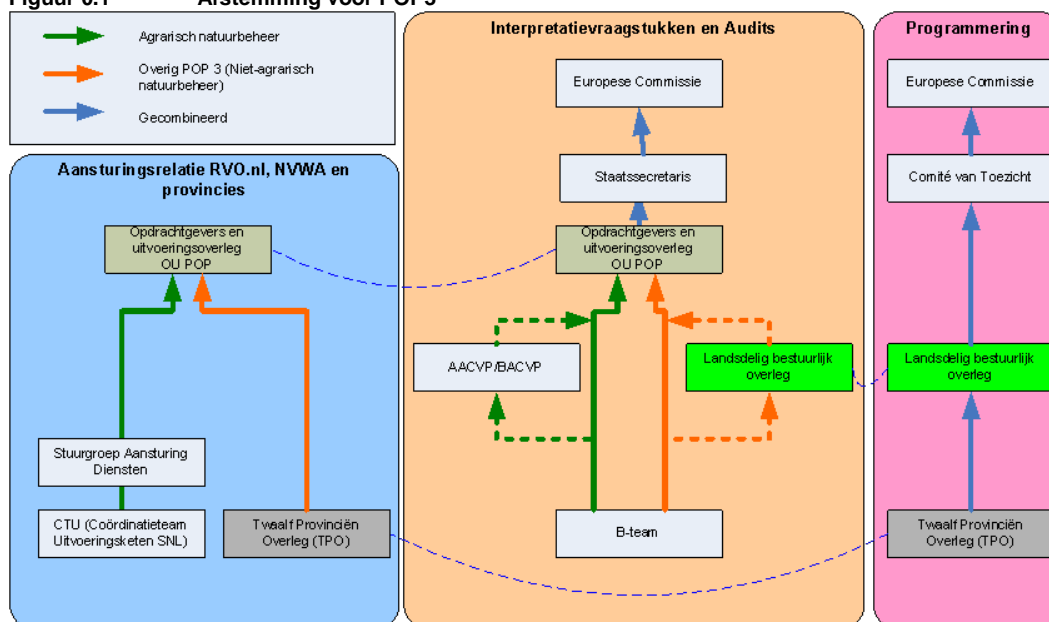 Agrarisch natuurbeheer
Overig POP 3 (Niet-agrarisch
natuurbeheer)
Gecombineerd
Aansturingsrelatie RVO.nl, NVWA en
provincies
Opdrachtgevers en
uitvoeringsoverleg
OU POP
Stuurgroep Aansturing
Diensten
CTU (Coördinatieteam
Uitvoeringsketen SNL)
Twaalf Provinciën
Overleg (TPO)
Interpretatievraagstukken en Audits
Europese Commissie
Staatssecretaris
Opdrachtgevers en
uitvoeringsoverleg
OU POP
AACVP/BACVP
Landsdelig bestuurlijk
overleg
B-team
Programmering
Europese Commissie
Comité van Toezicht
Landsdelig bestuurlijk
overleg
Twaalf Provinciën
Overleg (TPO)